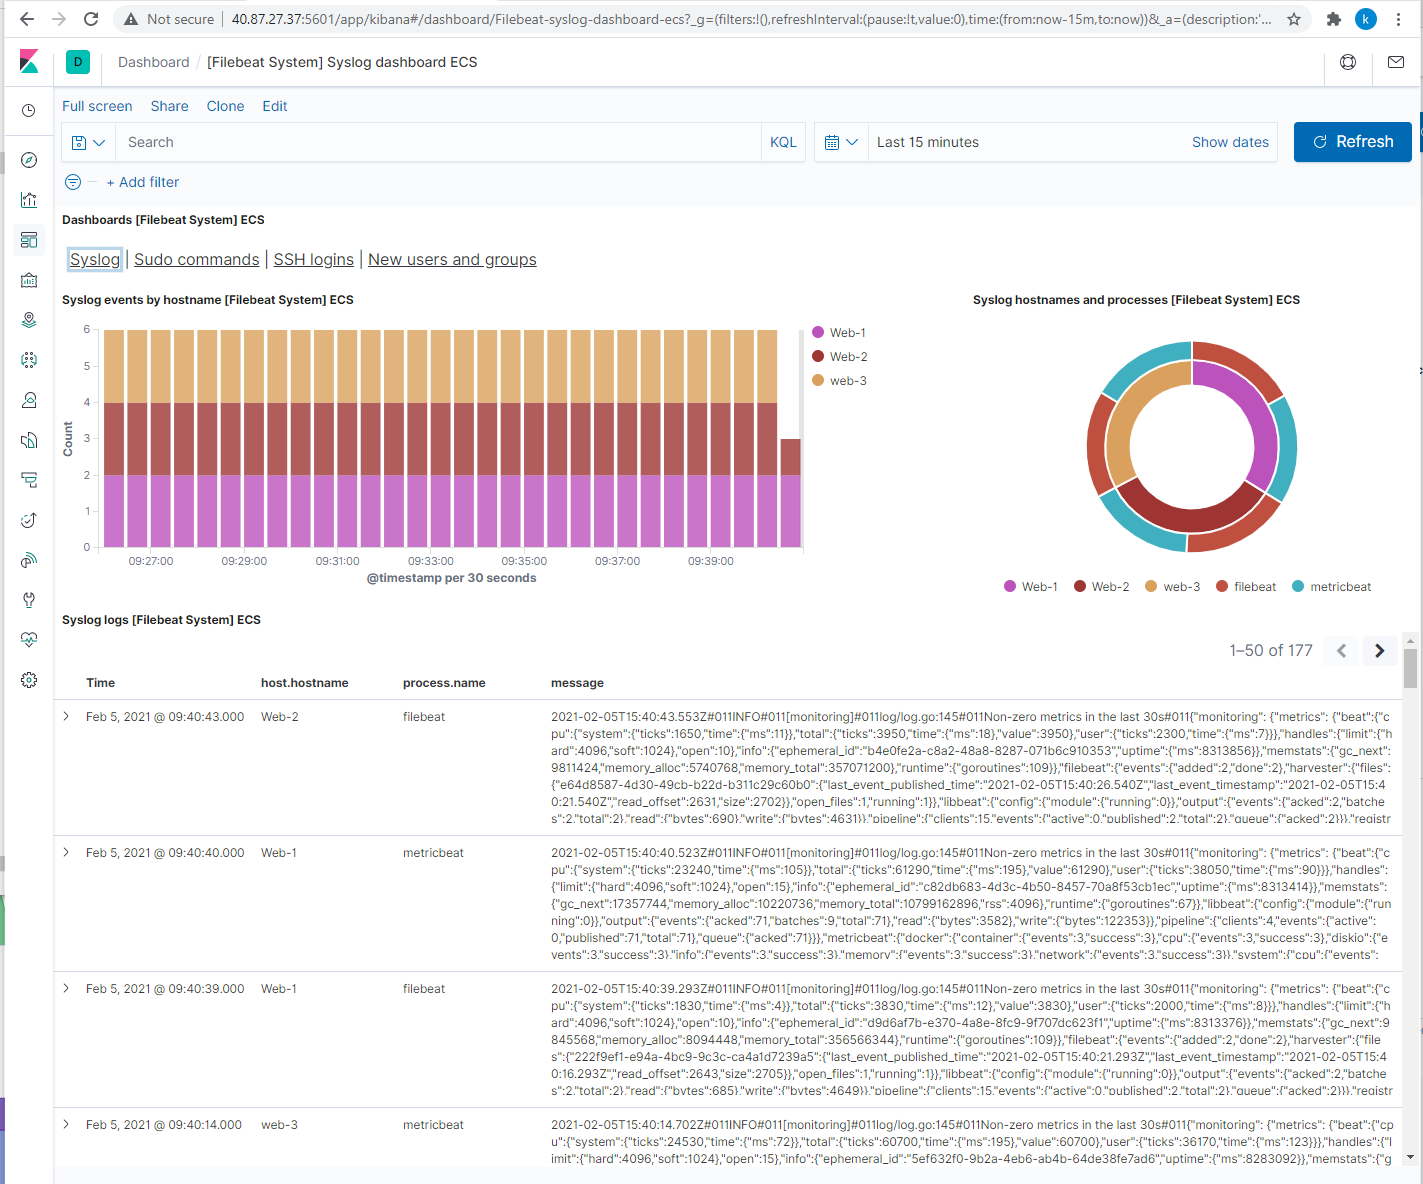 Not secure | 40.87.27.37:5601/app/kibana#/dashboard/Filebeat-syslog-dashboard-ecs?_g=(filters:!(),refreshInterval:(pause:!t,value:0),time:(from:now-15m,to:now))&_a=(description:'...
k
D
Dashboard / [Filebeat System] Syslog dashboard ECS
Full screen Share Clone Edit
Search KQL Last 15 minutes Show dates Refresh
+ Add filter
Dashboards [Filebeat System] ECS
Syslog | Sudo commands | SSH logins | New users and groups
Syslog events by hostname [Filebeat System] ECS
6
5
4
3
2
1
0
Count
09:27:00 09:29:00 09:31:00 09:33:00 09:35:00 09:37:00 09:39:00
@timestamp per 30 seconds
Web-1
Web-2
web-3
Syslog hostnames and processes [Filebeat System] ECS
Web-1 Web-2 web-3 filebeat metricbeat
Syslog logs [Filebeat System] ECS
1–50 of 177
Time host.hostname process.name message
Feb 5, 2021 @ 09:40:43.000 Web-2 filebeat
2021-02-05T15:40:43.553Z#011INFO#011[monitoring]#011log/log.go:145#011Non-zero metrics in the last 30s#011{"monitoring": {"metrics": {"beat":{"c
pu":{"system":{"ticks":1650,"time":{"ms":11}},"total":{"ticks":3950,"time":{"ms":18},"value":3950},"user":{"ticks":2300,"time":{"ms":7}}},"handles":{"limit":{"h
ard":4096,"soft":1024},"open":10},"info":{"ephemeral_id":"b4e0fe2a-c8a2-48a8-8287-071b6c910353","uptime":{"ms":8313856}},"memstats":{"gc_next":
9811424,"memory_alloc":5740768,"memory_total":357071200},"runtime":{"goroutines":109}},"filebeat":{"events":{"added":2,"done":2},"harvester":{"files":
{"e64d8587-4d30-49cb-b22d-b311c29c60b0":{"last_event_published_time":"2021-02-05T15:40:26.540Z","last_event_timestamp":"2021-02-05T15:4
0:21.540Z","read_offset":2631,"size":2702}},"open_files":1,"running":1}},"libbeat":{"config":{"module":{"running":0}},"output":{"events":{"acked":2,"batche
s":2,"total":2},"read":{"bytes":690},"write":{"bytes":4631}},"pipeline":{"clients":15,"events":{"active":0,"published":2,"total":2},"queue":{"acked":2}}},"registr
Feb 5, 2021 @ 09:40:40.000 Web-1 metricbeat
2021-02-05T15:40:40.523Z#011INFO#011[monitoring]#011log/log.go:145#011Non-zero metrics in the last 30s#011{"monitoring": {"metrics": {"beat":{"c
pu":{"system":{"ticks":23240,"time":{"ms":105}},"total":{"ticks":61290,"time":{"ms":195},"value":61290},"user":{"ticks":38050,"time":{"ms":90}}},"handles":
{"limit":{"hard":4096,"soft":1024},"open":15},"info":{"ephemeral_id":"c82db683-4d3c-4b50-8457-70a8f53cb1ec","uptime":{"ms":8313414}},"memstats":
{"gc_next":17357744,"memory_alloc":10220736,"memory_total":10799162896,"rss":4096},"runtime":{"goroutines":67}},"libbeat":{"config":{"module":{"run
ning":0}},"output":{"events":{"acked":71,"batches":9,"total":71},"read":{"bytes":3582},"write":{"bytes":122353}},"pipeline":{"clients":4,"events":{"active":
0,"published":71,"total":71},"queue":{"acked":71}}},"metricbeat":{"docker":{"container":{"events":3,"success":3},"cpu":{"events":3,"success":3},"diskio":{"e
vents":3,"success":3},"info":{"events":3,"success":3},"memory":{"events":3,"success":3},"network":{"events":3,"success":3}},"system":{"cpu":{"events":
Feb 5, 2021 @ 09:40:39.000 Web-1 filebeat
2021-02-05T15:40:39.293Z#011INFO#011[monitoring]#011log/log.go:145#011Non-zero metrics in the last 30s#011{"monitoring": {"metrics": {"beat":{"c
pu":{"system":{"ticks":1830,"time":{"ms":4}},"total":{"ticks":3830,"time":{"ms":12},"value":3830},"user":{"ticks":2000,"time":{"ms":8}}},"handles":{"limit":{"h
ard":4096,"soft":1024},"open":10},"info":{"ephemeral_id":"d9d6af7b-e370-4a8e-8fc9-9f707dc623f1","uptime":{"ms":8313376}},"memstats":{"gc_next":9
845568,"memory_alloc":8094448,"memory_total":356566344},"runtime":{"goroutines":109}},"filebeat":{"events":{"added":2,"done":2},"harvester":{"file
s":{"222f9ef1-e94a-4bc9-9c3c-ca4a1d7239a5":{"last_event_published_time":"2021-02-05T15:40:21.293Z","last_event_timestamp":"2021-02-05T15:4
0:16.293Z","read_offset":2643,"size":2705}},"open_files":1,"running":1}},"libbeat":{"config":{"module":{"running":0}},"output":{"events":{"acked":2,"batche
s":2,"total":2},"read":{"bytes":685},"write":{"bytes":4649}},"pipeline":{"clients":15,"events":{"active":0,"published":2,"total":2},"queue":{"acked":2}}},"registr
Feb 5, 2021 @ 09:40:14.000 web-3 metricbeat
2021-02-05T15:40:14.702Z#011INFO#011[monitoring]#011log/log.go:145#011Non-zero metrics in the last 30s#011{"monitoring": {"metrics": {"beat":{"cp
u":{"system":{"ticks":24530,"time":{"ms":72}},"total":{"ticks":60700,"time":{"ms":195},"value":60700},"user":{"ticks":36170,"time":{"ms":123}}},"handles":{"l
imit":{"hard":4096,"soft":1024},"open":15},"info":{"ephemeral_id":"5ef632f0-9b2a-4eb6-ab4b-64de38fe7ad6","uptime":{"ms":8283092}},"memstats":{"g